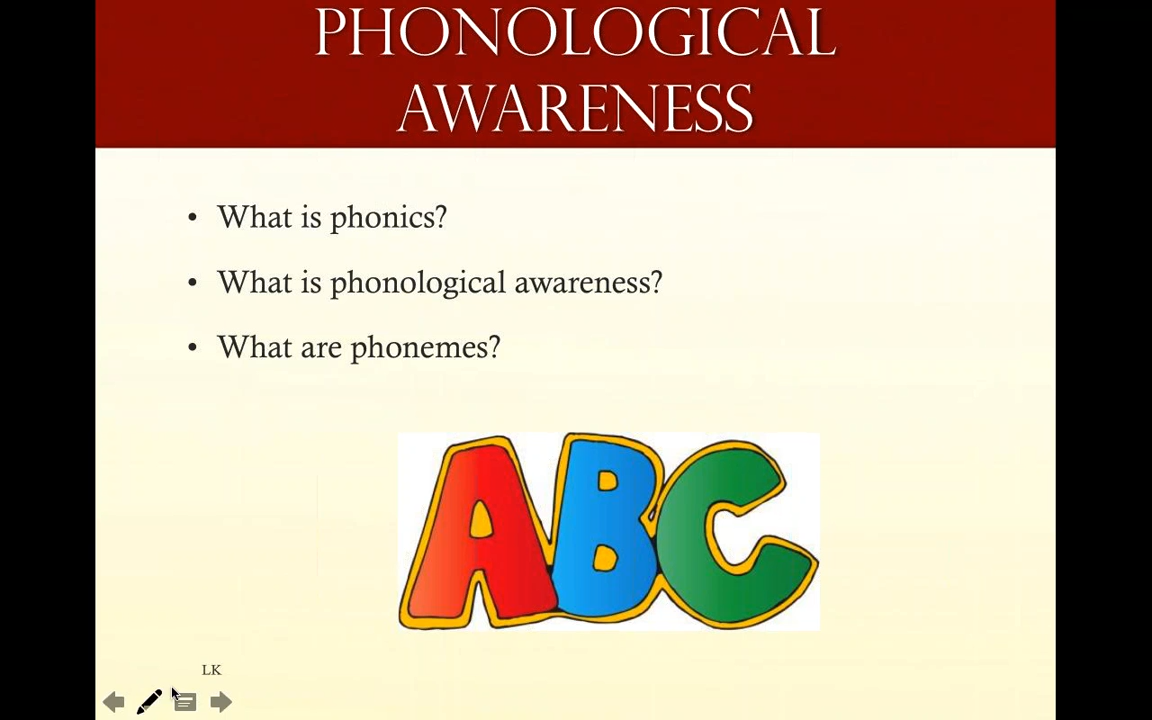 PHONOLOGICAL
AWARENESS
• What is phonics?
• What is phonological awareness?
• What are phonemes?
ABC
LK